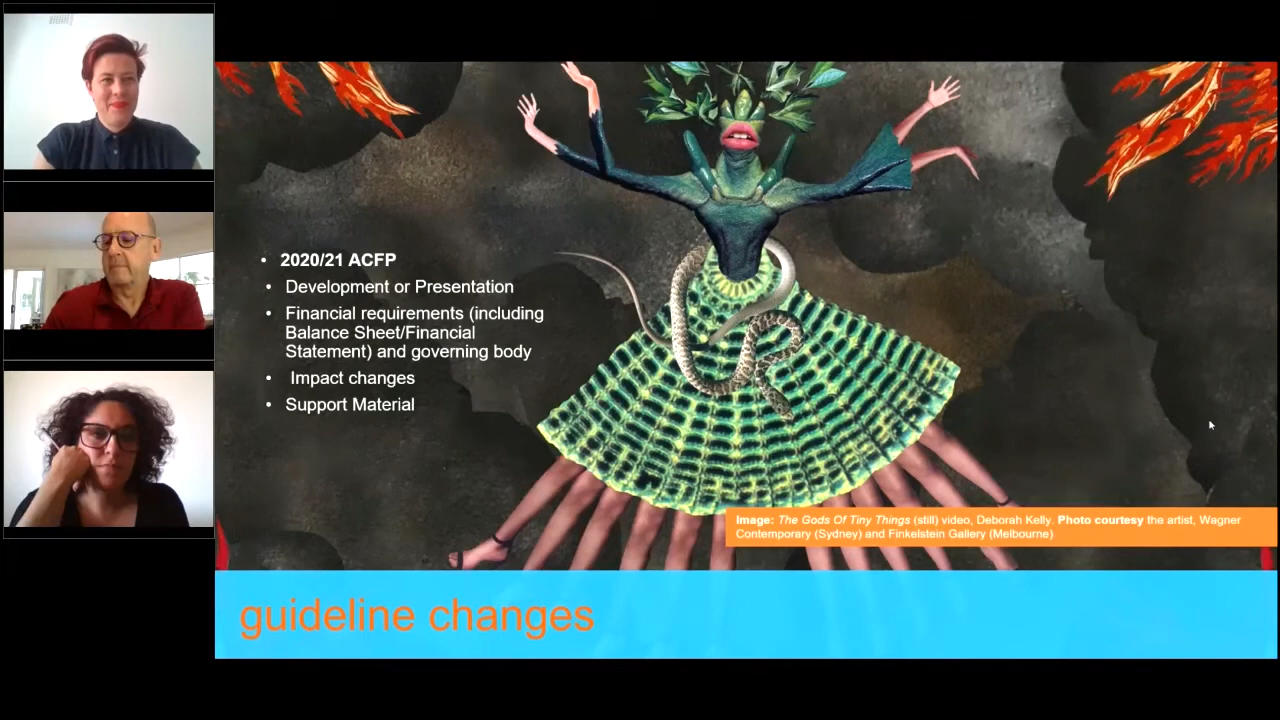 • 2020/21 ACFP
• Development or Presentation
• Financial requirements (including
Balance Sheet/Financial
Statement) and governing body
• Impact changes
• Support Material
Image: The Gods Of Tiny Things (still) video, Deborah Kelly. Photo courtesy the artist, Wagner
Contemporary (Sydney) and Finkelstein Gallery (Melbourne)
guideline changes